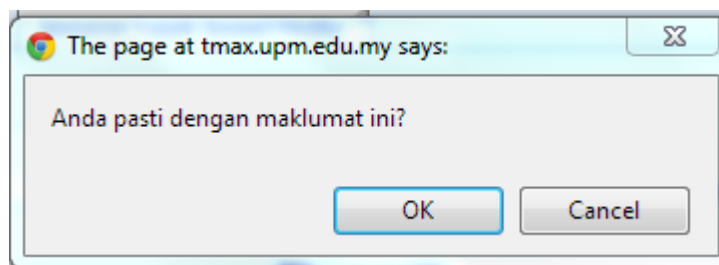 The page at tmax.upm.edu.my says:
Anda pasti dengan maklumat ini?
OK
Cancel